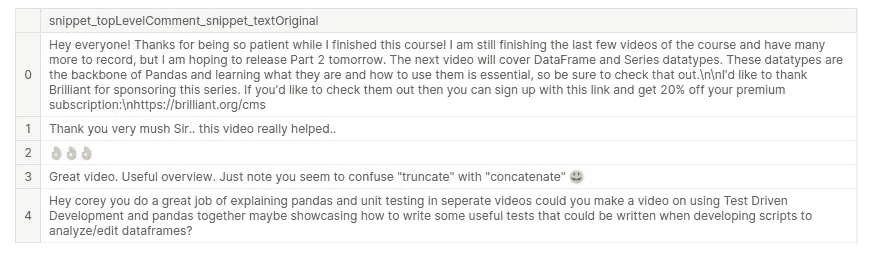 snippet_topLevelComment_snippet_textOriginal
0
Hey everyone! Thanks for being so patient while I finished this course! I am still finishing the last few videos of the course and have many
more to record, but I am hoping to release Part 2 tomorrow. The next video will cover DataFrame and Series datatypes. These datatypes are
the backbone of Pandas and learning what they are and how to use them is essential, so be sure to check that out.\n\nI'd like to thank
Brilliant for sponsoring this series. If you'd like to check them out then you can sign up with this link and get 20% off your premium
subscription:\nhttps://brilliant.org/cms
1 Thank you very mush Sir.. this video really helped..
2 👌👌👌
3 Great video. Useful overview. Just note you seem to confuse "truncate" with "concatenate" 😃
4
Hey corey you do a great job of explaining pandas and unit testing in seperate videos could you make a video on using Test Driven
Development and pandas together maybe showcasing how to write some useful tests that could be written when developing scripts to
analyze/edit dataframes?